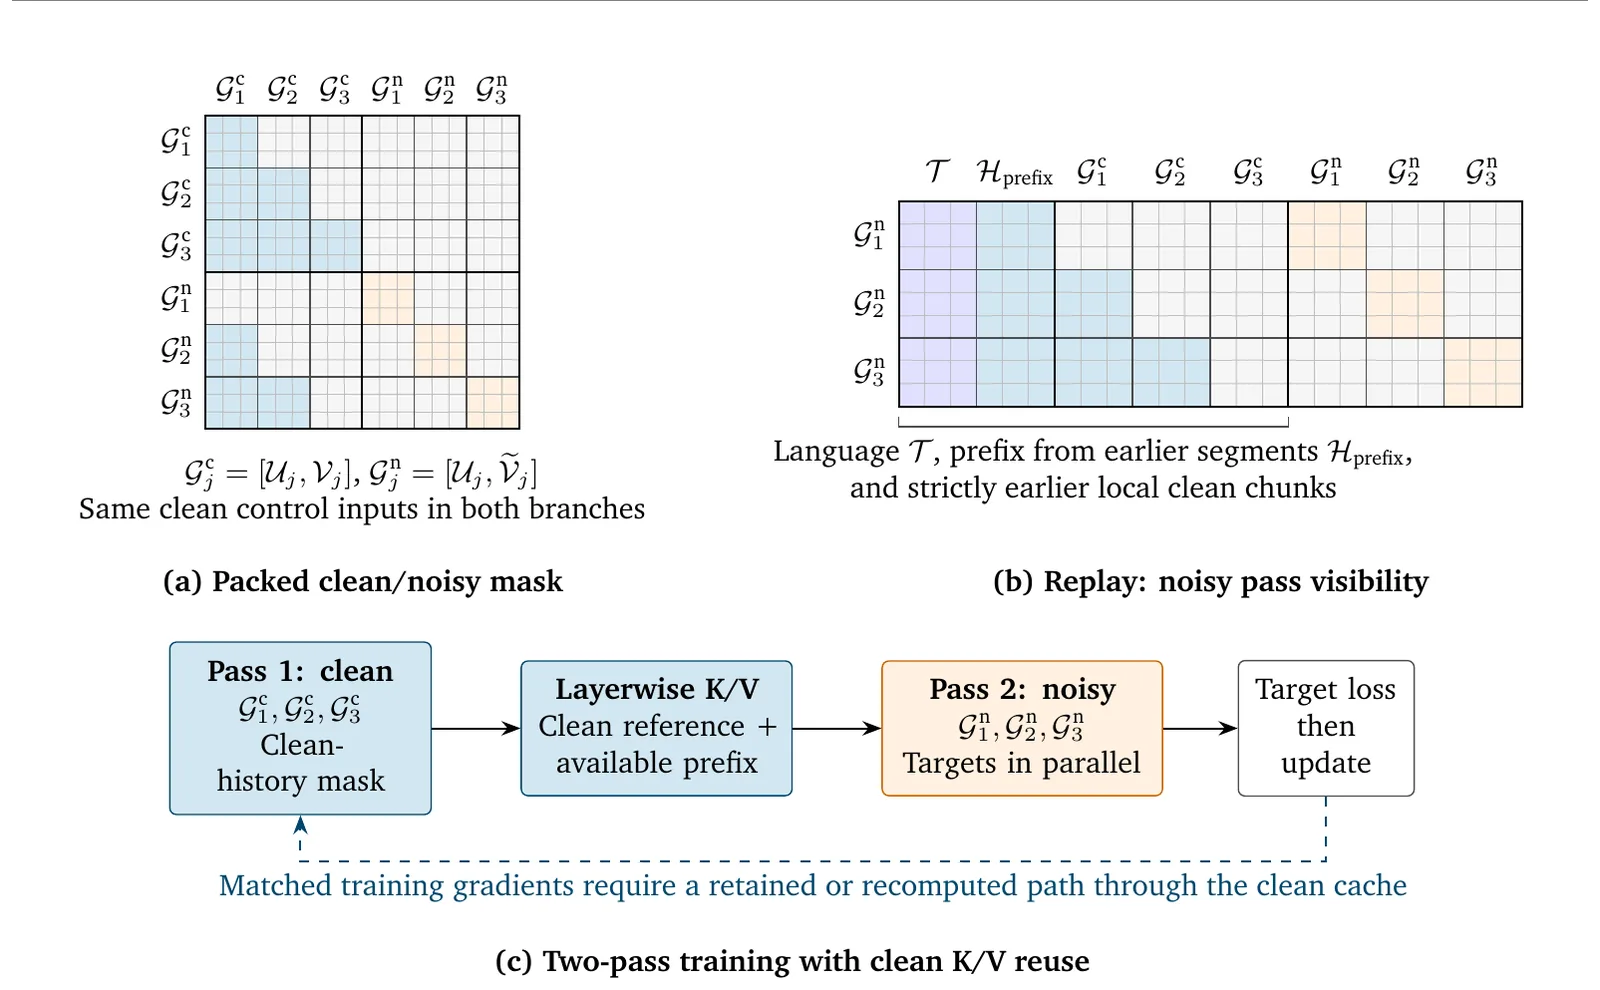 𝒢₁ᶜ 𝒢₂ᶜ 𝒢₃ᶜ 𝒢₁ⁿ 𝒢₂ⁿ 𝒢₃ⁿ
𝒢₁ᶜ
𝒢₂ᶜ
𝒢₃ᶜ
𝒢₁ⁿ
𝒢₂ⁿ
𝒢₃ⁿ
𝒢ⱼᶜ = [𝒰ⱼ, 𝒱ⱼ], 𝒢ⱼⁿ = [𝒰ⱼ, 𝒱̃ⱼ]
Same clean control inputs in both branches
(a) Packed clean/noisy mask
𝒯 ℋprefix 𝒢₁ᶜ 𝒢₂ᶜ 𝒢₃ᶜ 𝒢₁ⁿ 𝒢₂ⁿ 𝒢₃ⁿ
𝒢₁ⁿ
𝒢₂ⁿ
𝒢₃ⁿ
Language 𝒯, prefix from earlier segments ℋprefix,
and strictly earlier local clean chunks
(b) Replay: noisy pass visibility
Pass 1: clean
𝒢₁ᶜ, 𝒢₂ᶜ, 𝒢₃ᶜ
Clean-
history mask
Layerwise K/V
Clean reference +
available prefix
Pass 2: noisy
𝒢₁ⁿ, 𝒢₂ⁿ, 𝒢₃ⁿ
Targets in parallel
Target loss
then
update
Matched training gradients require a retained or recomputed path through the clean cache
(c) Two-pass training with clean K/V reuse